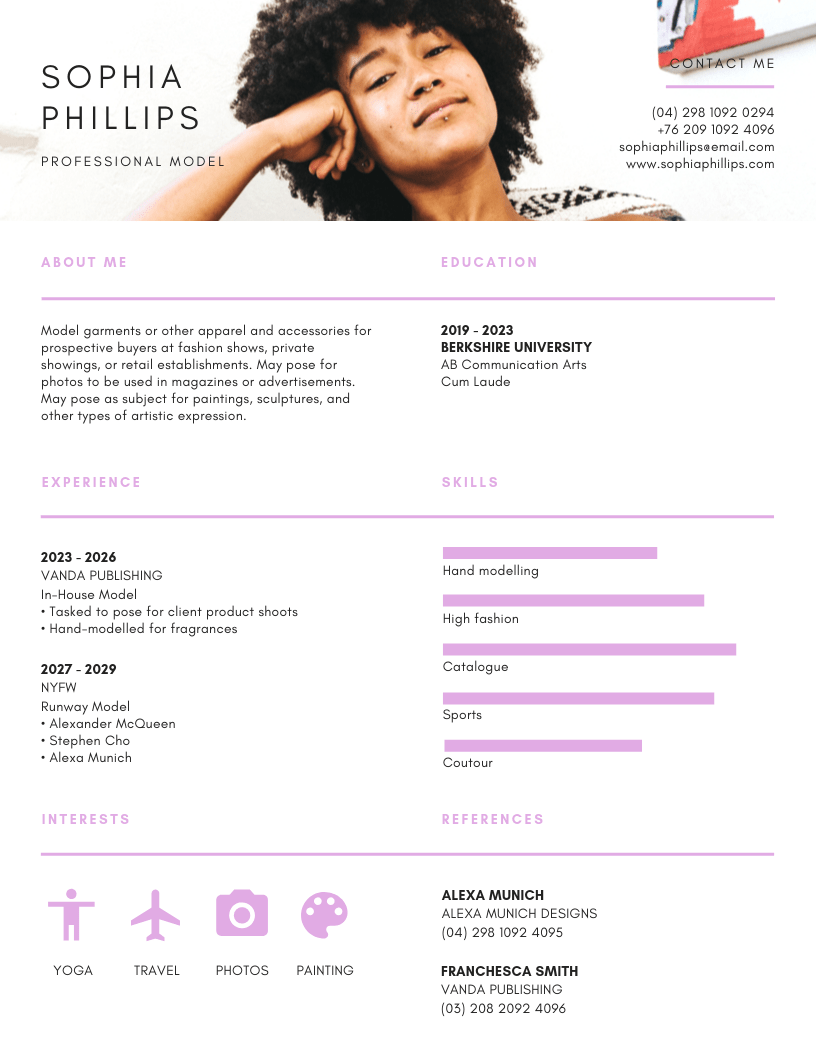 SOPHIA
PHILLIPS
PROFESSIONAL MODEL
CONTACT ME
(04) 298 1092 0294
+76 209 1092 4096
sophiaphillips@email.com
www.sophiaphillips.com
ABOUT ME
Model garments or other apparel and accessories for
prospective buyers at fashion shows, private
showings, or retail establishments. May pose for
photos to be used in magazines or advertisements.
May pose as subject for paintings, sculptures, and
other types of artistic expression.
EDUCATION
2019 - 2023
BERKSHIRE UNIVERSITY
AB Communication Arts
Cum Laude
EXPERIENCE
2023 - 2026
VANDA PUBLISHING
In-House Model
• Tasked to pose for client product shoots
• Hand-modelled for fragrances
2027 - 2029
NYFW
Runway Model
• Alexander McQueen
• Stephen Cho
• Alexa Munich
SKILLS
Hand modelling
High fashion
Catalogue
Sports
Coutour
INTERESTS
YOGA
TRAVEL
PHOTOS
PAINTING
REFERENCES
ALEXA MUNICH
ALEXA MUNICH DESIGNS
(04) 298 1092 4095
FRANCHESCA SMITH
VANDA PUBLISHING
(03) 208 2092 4096